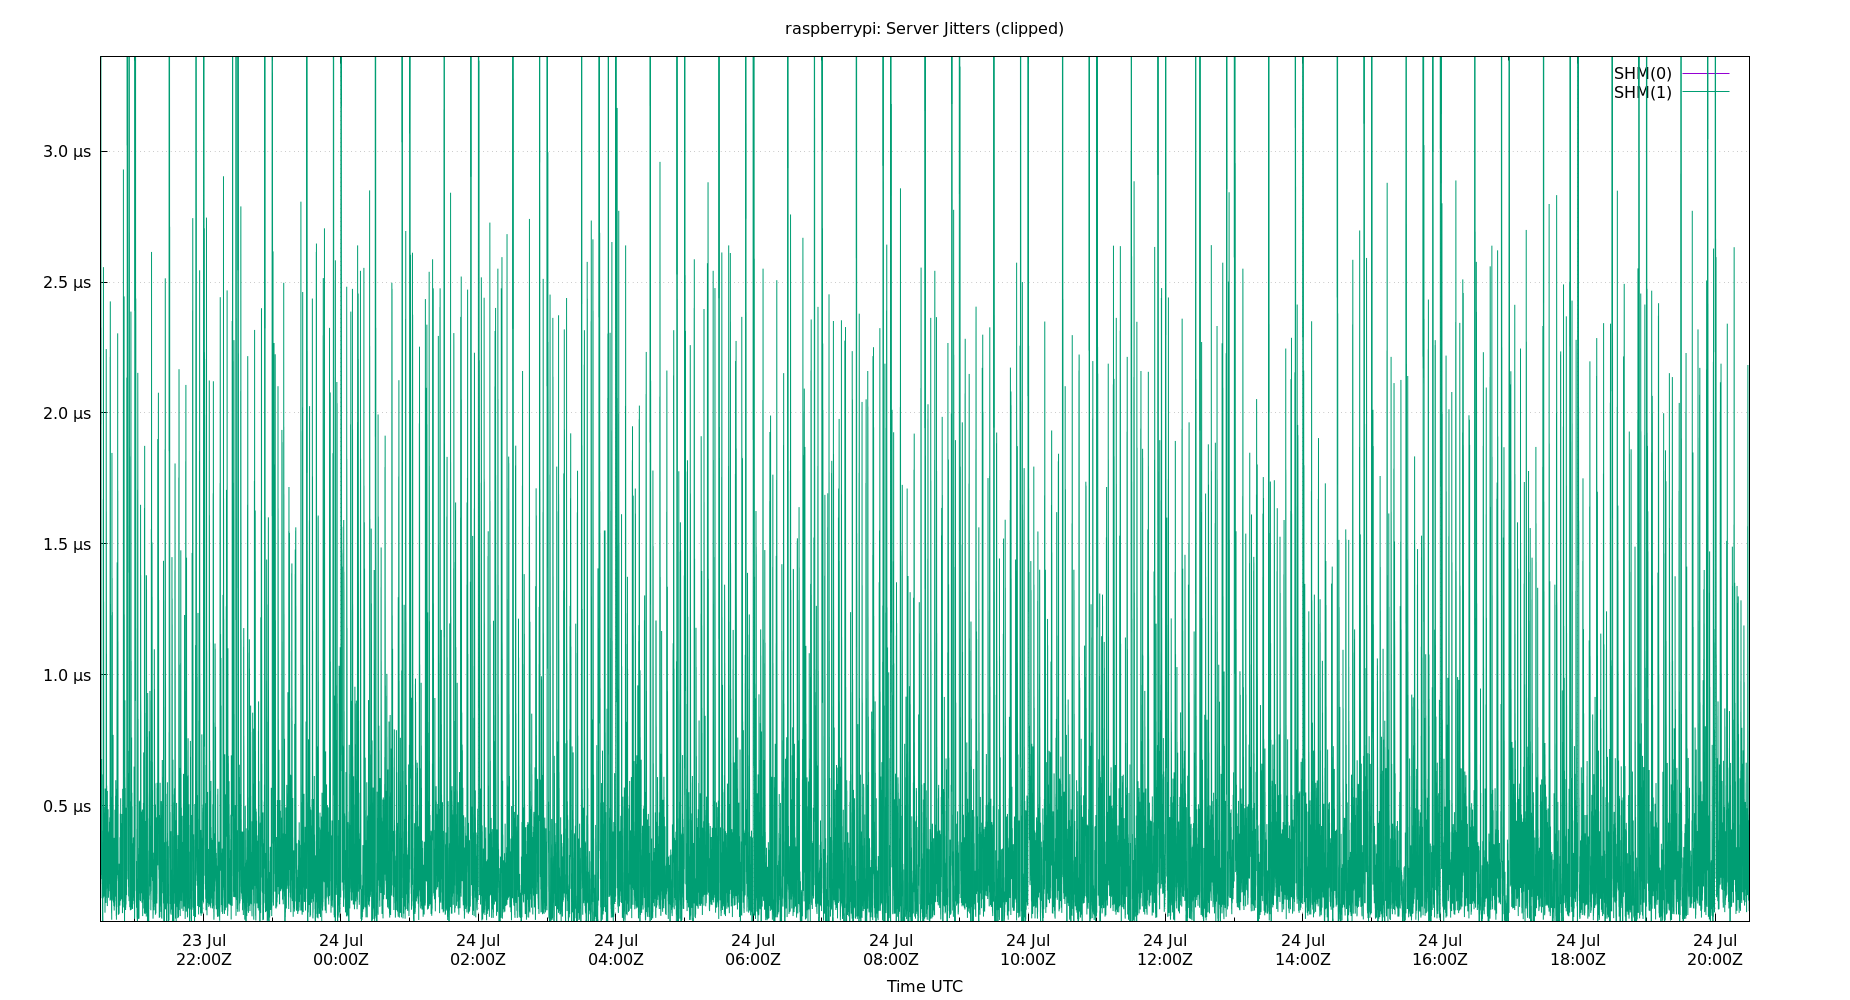 raspberrypi: Server Jitters (clipped)
SHM(0)
SHM(1)
3.0 µs
2.5 µs
2.0 µs
1.5 µs
1.0 µs
0.5 µs
23 Jul 24 Jul 24 Jul 24 Jul 24 Jul 24 Jul 24 Jul 24 Jul 24 Jul 24 Jul 24 Jul 24 Jul
22:00Z 00:00Z 02:00Z 04:00Z 06:00Z 08:00Z 10:00Z 12:00Z 14:00Z 16:00Z 18:00Z 20:00Z
Time UTC